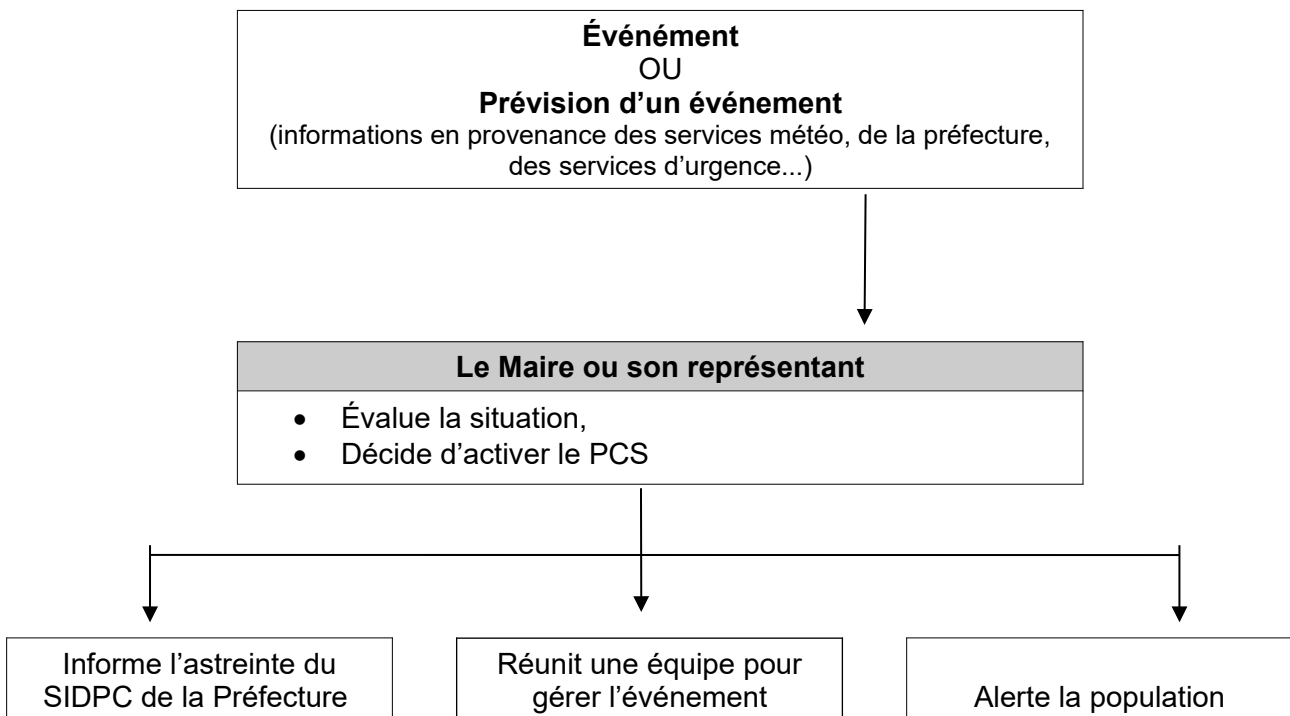 Événément
OU
Prévision d’un événement
(informations en provenance des services météo, de la préfecture,
des services d’urgence...)
Le Maire ou son représentant
• Évalue la situation,
• Décide d’activer le PCS
Informe l’astreinte du
SIDPC de la Préfecture
Réunit une équipe pour
gérer l’événement
Alerte la population